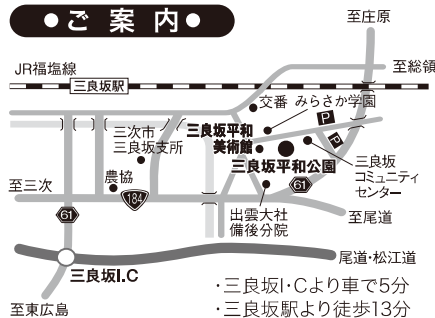 ●ご案内●
至庄原
JR福塩線
至総領
三良坂駅
交番
みらさか学園
P
P
三次市
三良坂支所
三良坂平和
美術館
三良坂平和公園
三良坂
コミュニティ
センター
農協
至三次
184
61
61
出雲大社
備後分院
至尾道
尾道・松江道
三良坂I.C
至東広島
・三良坂I・Cより車で5分
・三良坂駅より徒歩13分